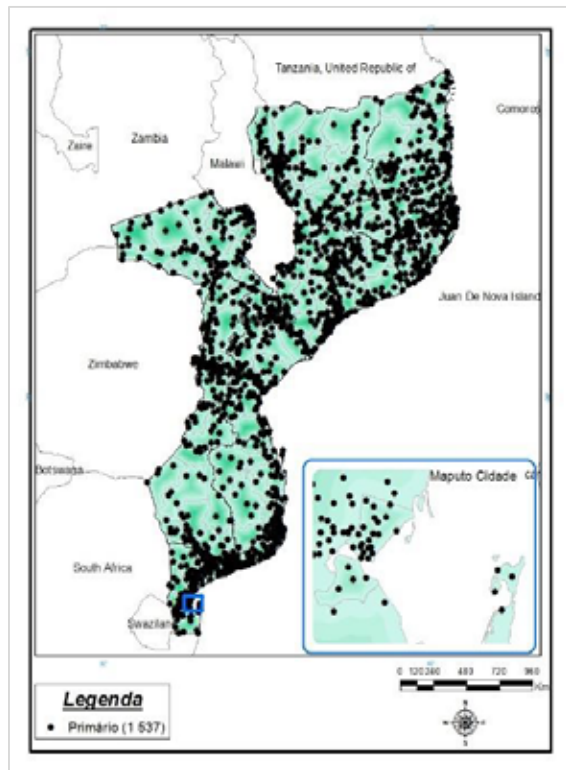 Tanzania, United Republic of
Comoros
Zambia
Zaire
Malawi
Juan De Nova Island
Zimbabwe
Botswana
Maputo Cidade
South Africa
Swazilan
0 120 240 480 720 960
Km
Legenda
Primário (1 537)
N
W E
S